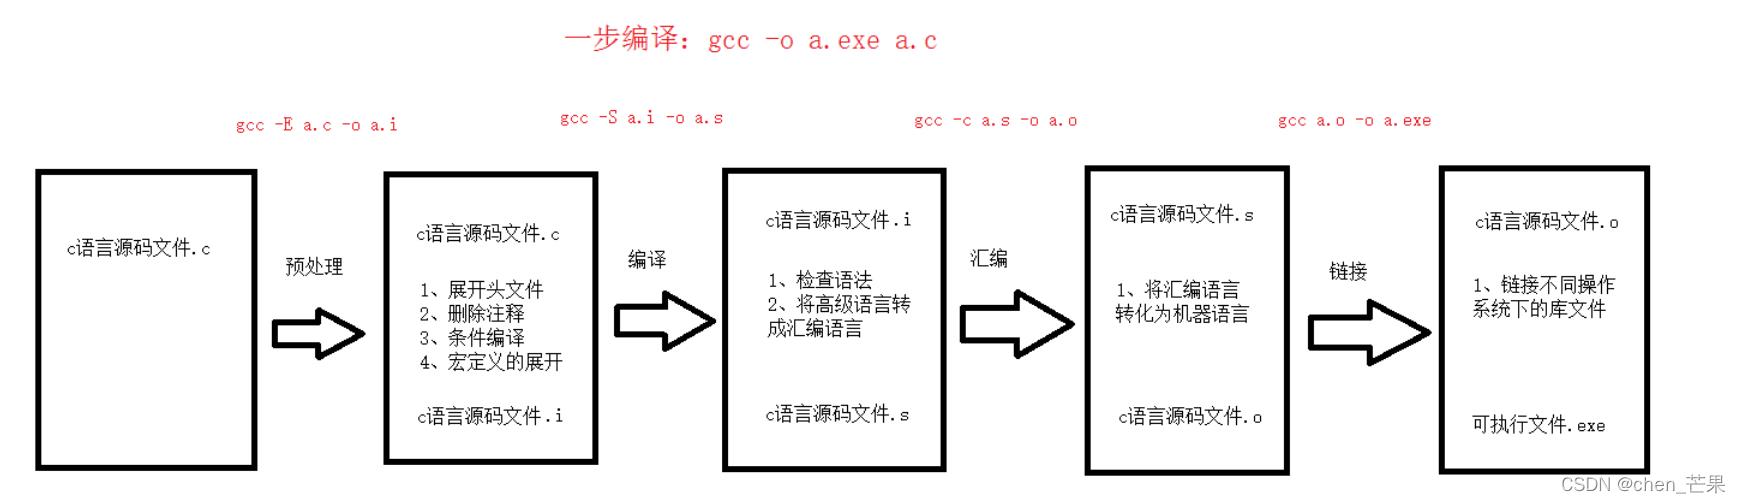 一步编译：gcc -o a.exe a.c
gcc -E a.c -o a.i
gcc -S a.i -o a.s
gcc -c a.s -o a.o
gcc a.o -o a.exe
c语言源码文件.c
预处理
c语言源码文件.c
1、展开头文件
2、删除注释
3、条件编译
4、宏定义的展开
c语言源码文件.i
编译
c语言源码文件.i
1、检查语法
2、将高级语言转
成汇编语言
c语言源码文件.s
汇编
c语言源码文件.s
1、将汇编语言
转化为机器语言
c语言源码文件.o
链接
c语言源码文件.o
1、链接不同操作
系统下的库文件
可执行文件.exe
CSDN @chen_芒果